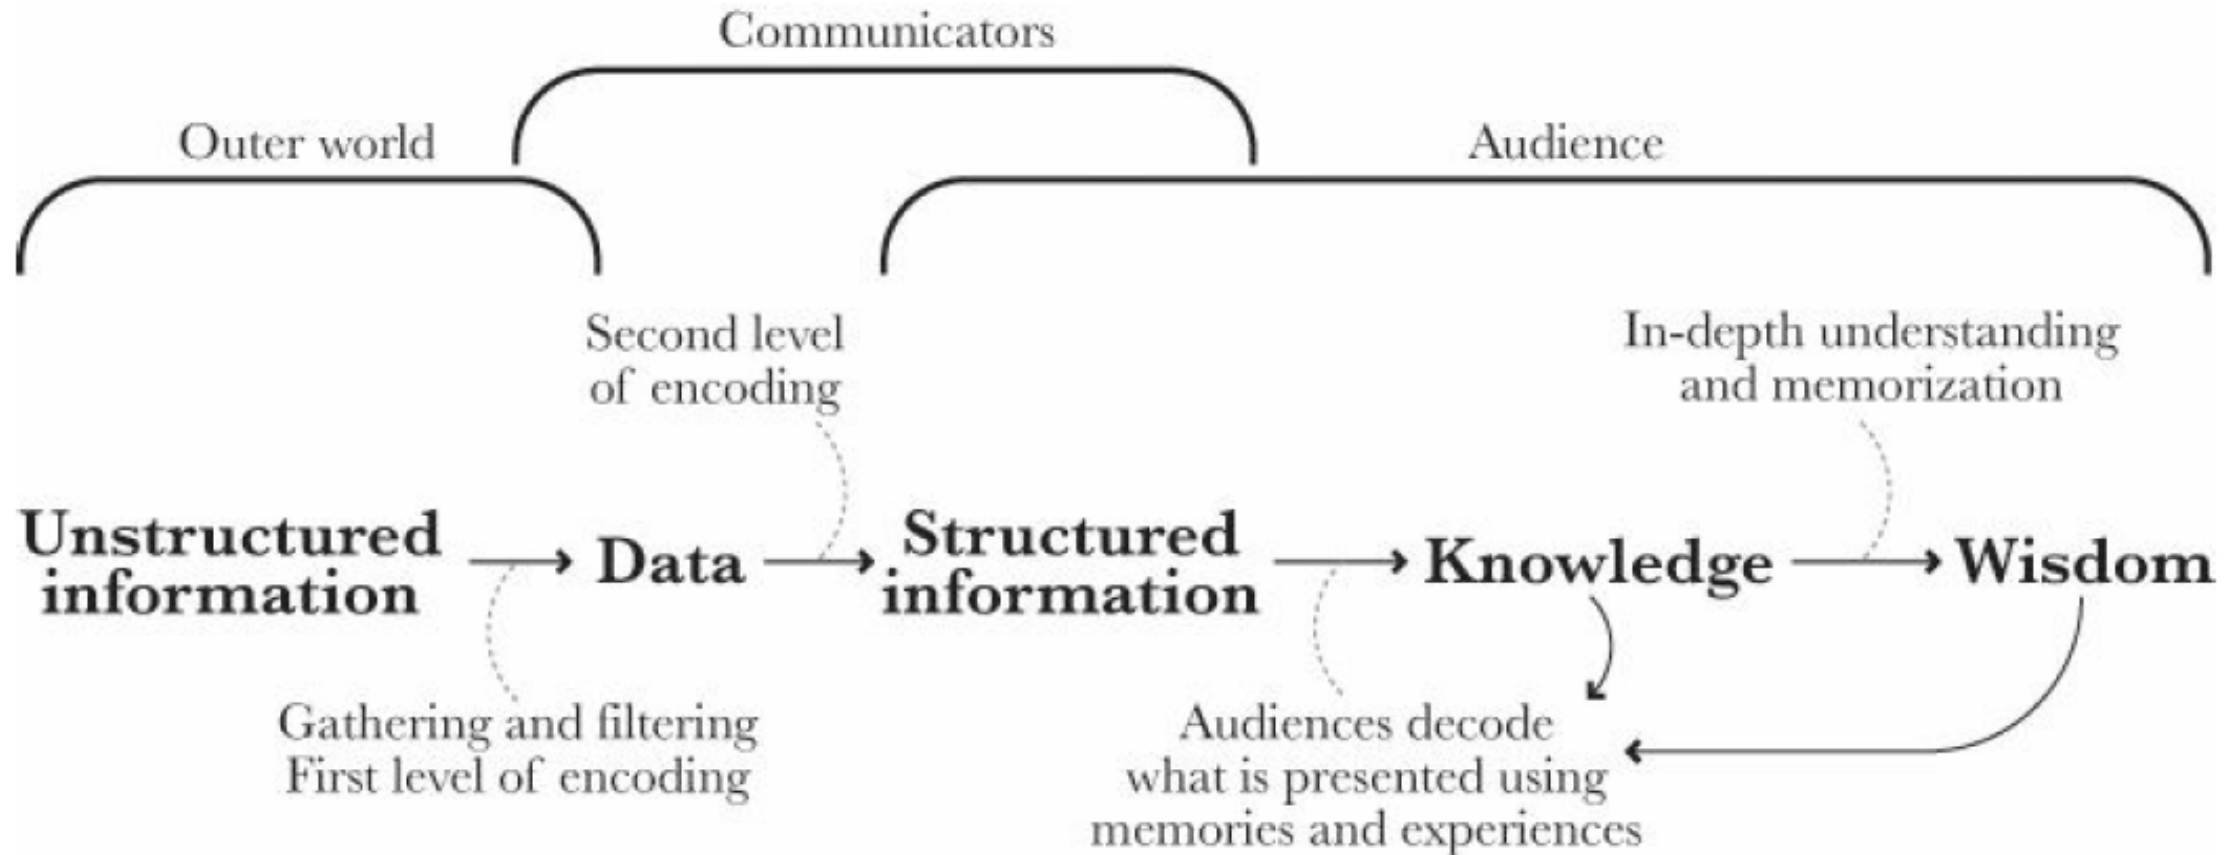 Communicators
Outer world
Audience
Second level
of encoding
In-depth understanding
and memorization
Unstructured
information
Data
Structured
information
Knowledge
Wisdom
Gathering and filtering
First level of encoding
Audiences decode
what is presented using
memories and experiences